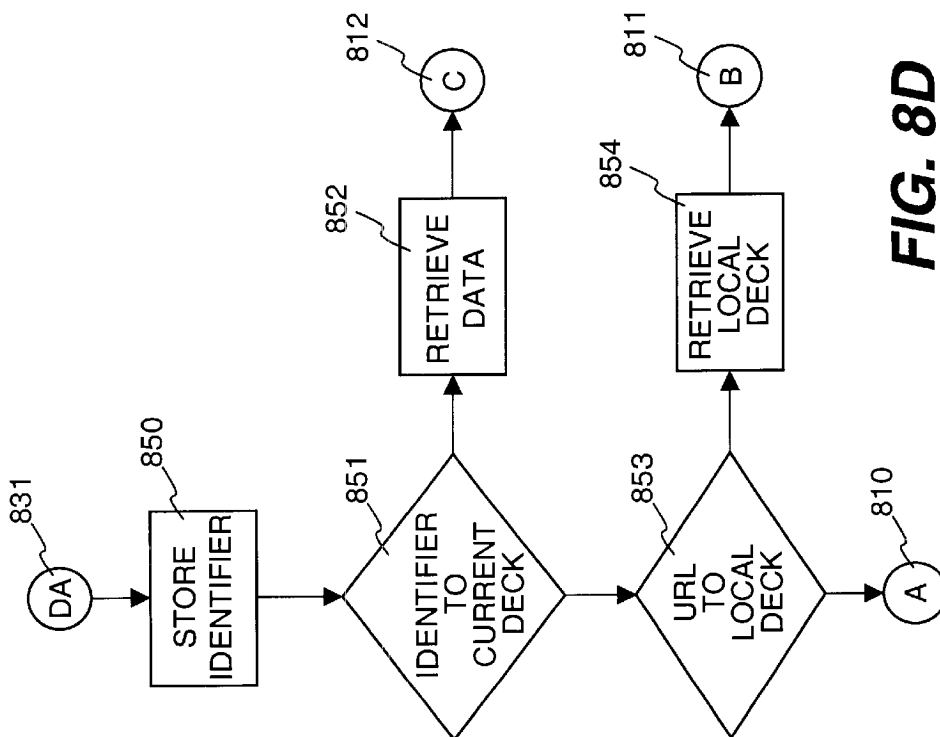 831
DA
850
STORE
IDENTIFIER
851
IDENTIFIER
TO
CURRENT
DECK
852
RETRIEVE
DATA
812
C
853
URL
TO
LOCAL
DECK
854
RETRIEVE
LOCAL
DECK
811
B
810
A
FIG. 8D